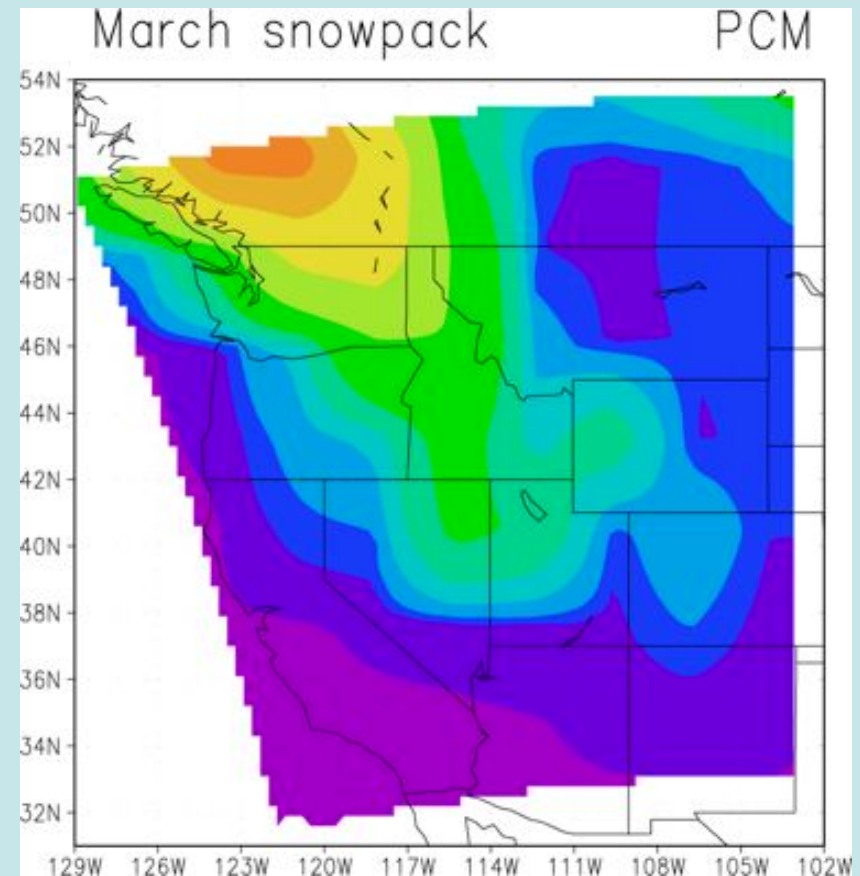 March snowpack PCM
54N
52N
50N
48N
46N
44N
42N
40N
38N
36N
34N
32N
129W 126W 123W 120W 117W 114W 111W 108W 105W 102W